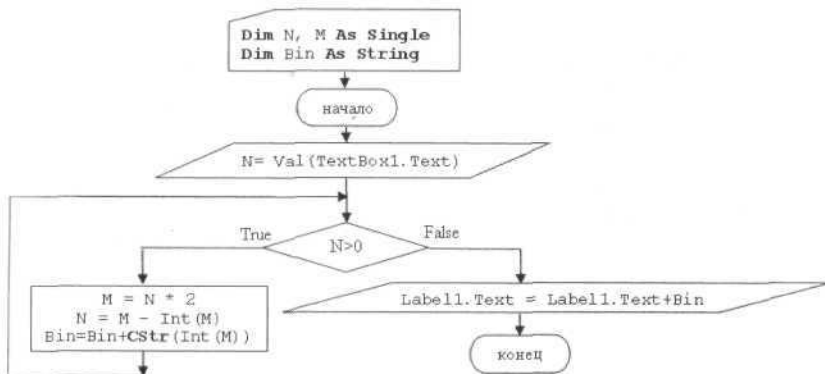 Dim N, M As Single
Dim Bin As String
начало
N= Val(TextBox1.Text)
True
False
N>0
M = N * 2
N = M - Int(M)
Bin=Bin+CStr(Int(M))
Label1.Text = Label1.Text+Bin
конец